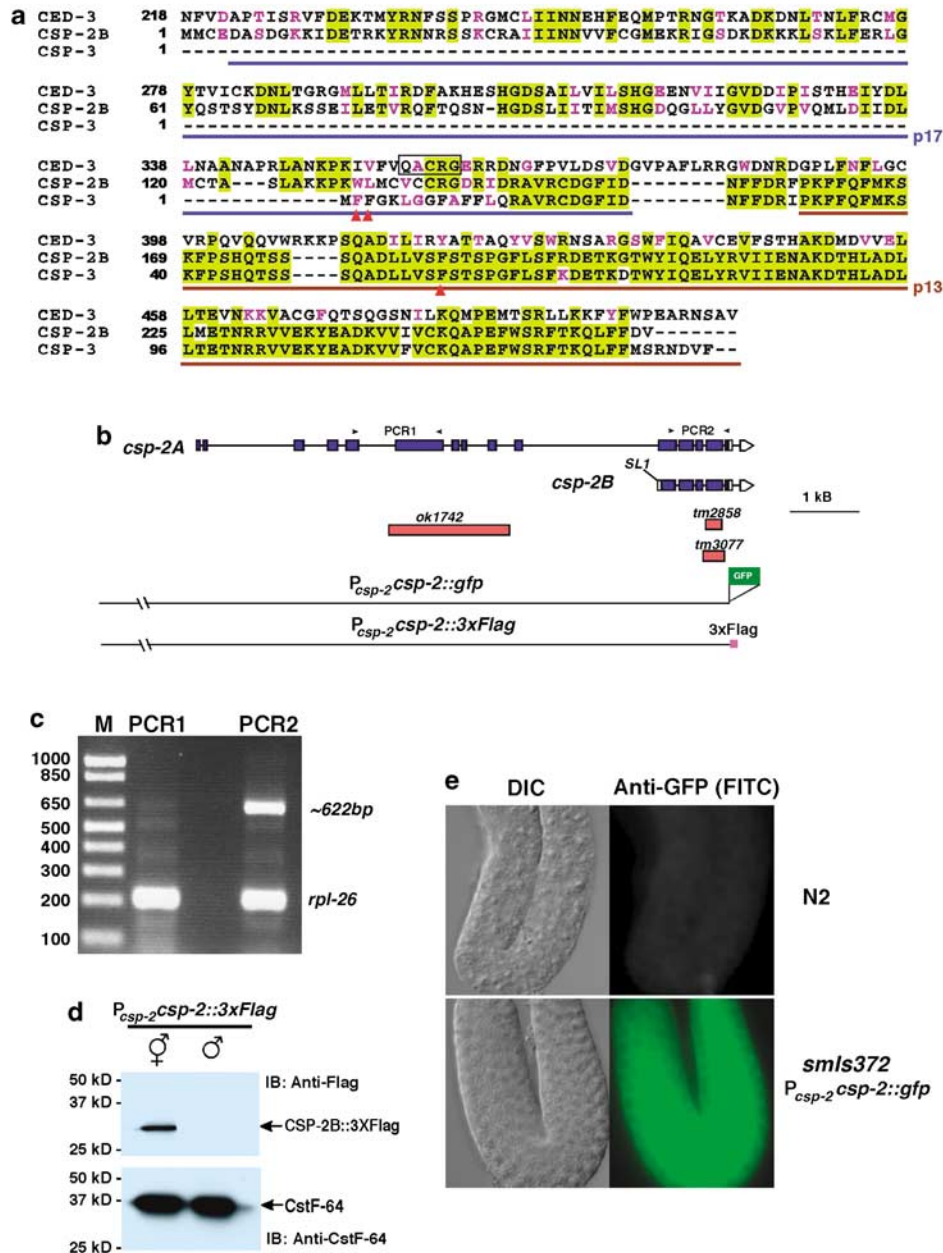 a
CED-3 218 NFVDAPTISRVFDEKTMYRNFSSPRGMCLIINNEHFEQMPTRNGTKADKDNLTNLFRCMG
CSP-2B 1 MMCEDASDGKKIDETRKYRNNRSSKCRAIIINNVVFCGMEKRIGSDKDKKKLSKLFERLG
CSP-3 1 ------------------------------------------------------------
CED-3 278 YTVICKDNLTGRGMLLTIRDFAKHESHGDSAILVILSHGEENVIIGVDDIPISTHEIYDL
CSP-2B 61 YQSTSYDNLKSSEILETVRQFTQSN-HGDSLIITIMSHGDQGLLYGVDGVPVQMLDIIDL
CSP-3 1 ------------------------------------------------------------
p17
CED-3 338 LNAANAPRLANKPKIVFVQACRGERRDNGFPVLDSVDGVPAFLRRGWDNRDGPLFNFLGC
CSP-2B 120 MCTA---SLAKKPKWLMCVCCRGDRIDRAVRCDGFID--------NFFDRFPKFFQFMKS
CSP-3 1 -------------MFFGKLGGFAFFLQRAVRCDGFID--------NFFDRIPKFFQFMKS
CED-3 398 VRPQVQQVWRKKPSQADILIRYATTAQYVSWRNSARGSWFIQAVCEVFSTHAKDMDVVEL
CSP-2B 169 KFPSHQTSS----SQADLLVSFSTSPGFLSFRDETKGTWYIQELYRVIIENAKDTHLADL
CSP-3 40 KFPSHQTSS----SQADLLVSFSTSPGFLSFKDETKDTWYIQELYRVIIENAKDTHLADL
p13
CED-3 458 LTEVNKKVACGFQTSQGSNILKQMPEMTSRLLKKFYFWPEARNSAV
CSP-2B 225 LMETNRRVVEKYEADKVVIVCKQAPEFWSRFTKQLFFDV-------
CSP-3 96 LTETNRRVVEKYEADKVVFVCKQAPEFWSRFTKQLFFMSRNDVF--
b
csp-2A PCR1 PCR2
csp-2B SL1
1 kB
ok1742 tm2858
tm3077
Pcsp-2csp-2::gfp GFP
Pcsp-2csp-2::3xFlag 3xFlag
c
M PCR1 PCR2
1000
850
650
500
400
300
200
100
~622bp
rpl-26
d
Pcsp-2csp-2::3xFlag
⚥ ♂
50 kD
37 kD
25 kD
IB: Anti-Flag
CSP-2B::3XFlag
50 kD
37 kD
25 kD
CstF-64
IB: Anti-CstF-64
e
DIC Anti-GFP (FITC)
N2
smIs372
Pcsp-2csp-2::gfp